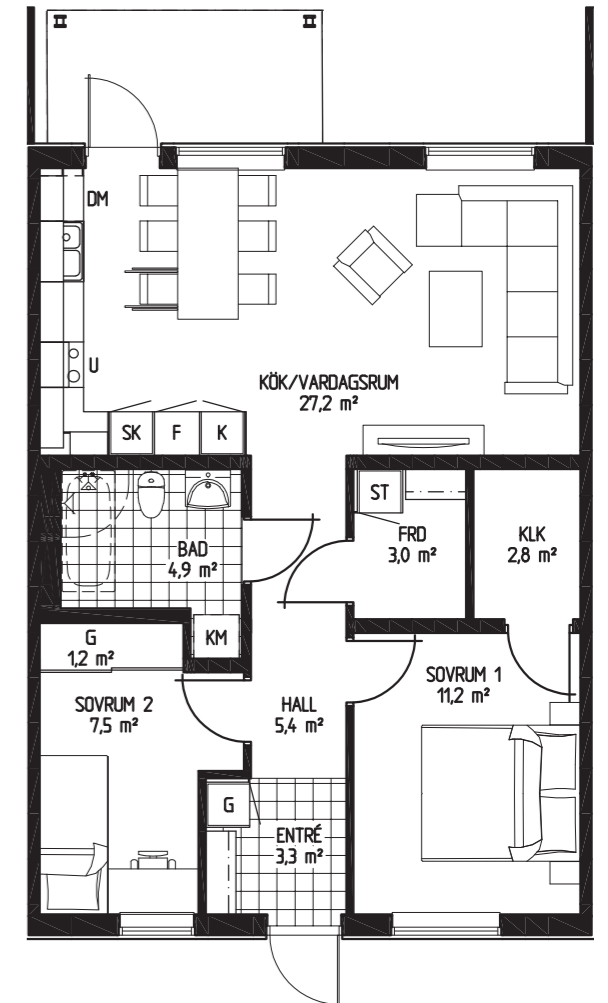 DM
U
KÖK/VARDAGSRUM
27,2 m²
SK F K
ST
BAD
4,9 m²
FRD
3,0 m²
KLK
2,8 m²
KM
G
1,2 m²
SOVRUM 2
7,5 m²
HALL
5,4 m²
SOVRUM 1
11,2 m²
G
ENTRÉ
3,3 m²